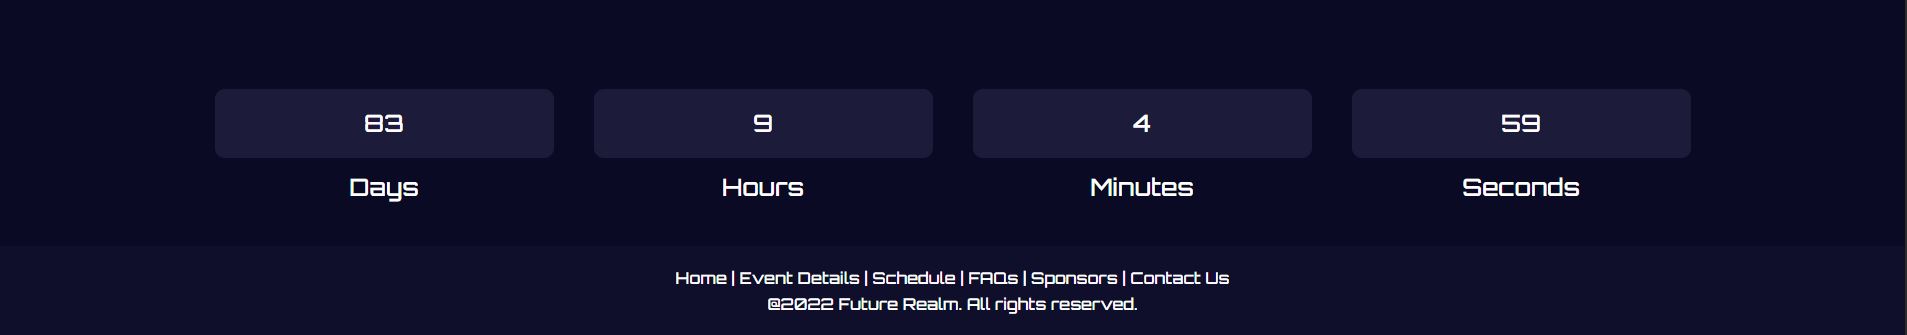 83 9 4 59
Days Hours Minutes Seconds
Home | Event Details | Schedule | FAQs | Sponsors | Contact Us
@2022 Future Realm. All rights reserved.